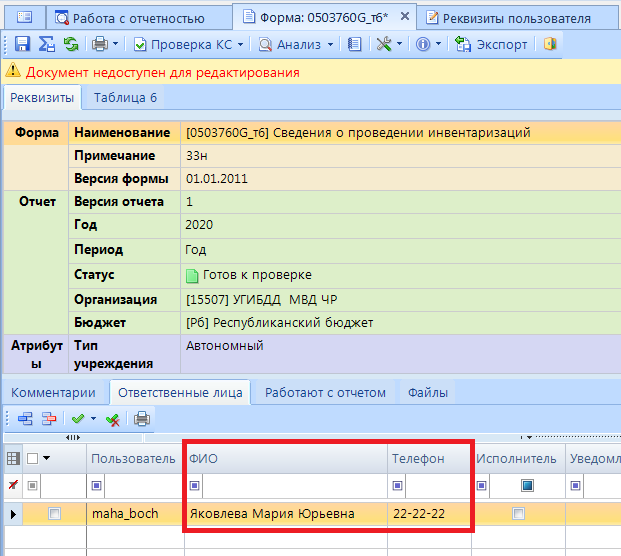 Работа с отчетностью Форма: 0503760G_т6* Реквизиты пользователя
Проверка КС Анализ Экспорт
Документ недоступен для редактирования
Реквизиты Таблица 6
Форма Наименование [0503760G_т6] Сведения о проведении инвентаризаций
Примечание 33н
Версия формы 01.01.2011
Отчет Версия отчета 1
Год 2020
Период Год
Статус Готов к проверке
Организация [15507] УГИБДД МВД ЧР
Бюджет [Рб] Республиканский бюджет
Атрибут Тип Автономный
ы учреждения
Комментарии Ответственные лица Работают с отчетом Файлы
Пользователь ФИО Телефон Исполнитель Уведомл
maha_boch Яковлева Мария Юрьевна 22-22-22